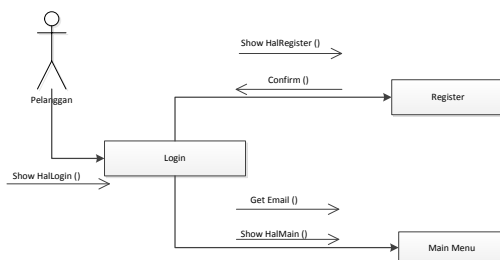 Show HalRegister ()
Confirm ()
Register
Pelanggan
Login
Show HalLogin ()
Get Email ()
Show HalMain ()
Main Menu